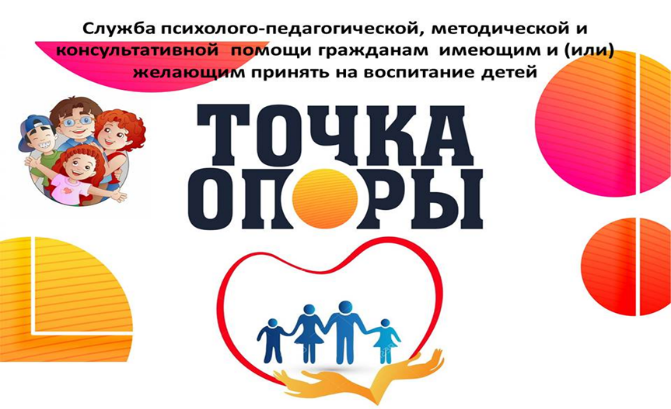 Служба психолого-педагогической, методической и
консультативной помощи гражданам имеющим и (или)
желающим принять на воспитание детей
ТОЧКА
ОПОРЫ